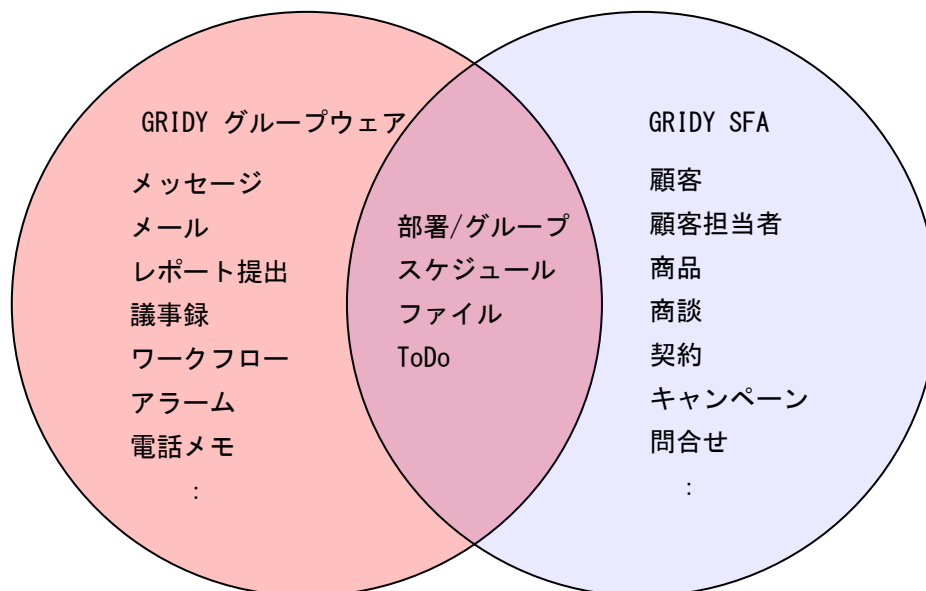 GRIDY グループウェア
メッセージ
メール
レポート提出
議事録
ワークフロー
アラーム
電話メモ
:
部署/グループ
スケジュール
ファイル
ToDo
GRIDY SFA
顧客
顧客担当者
商品
商談
契約
キャンペーン
問合せ
: